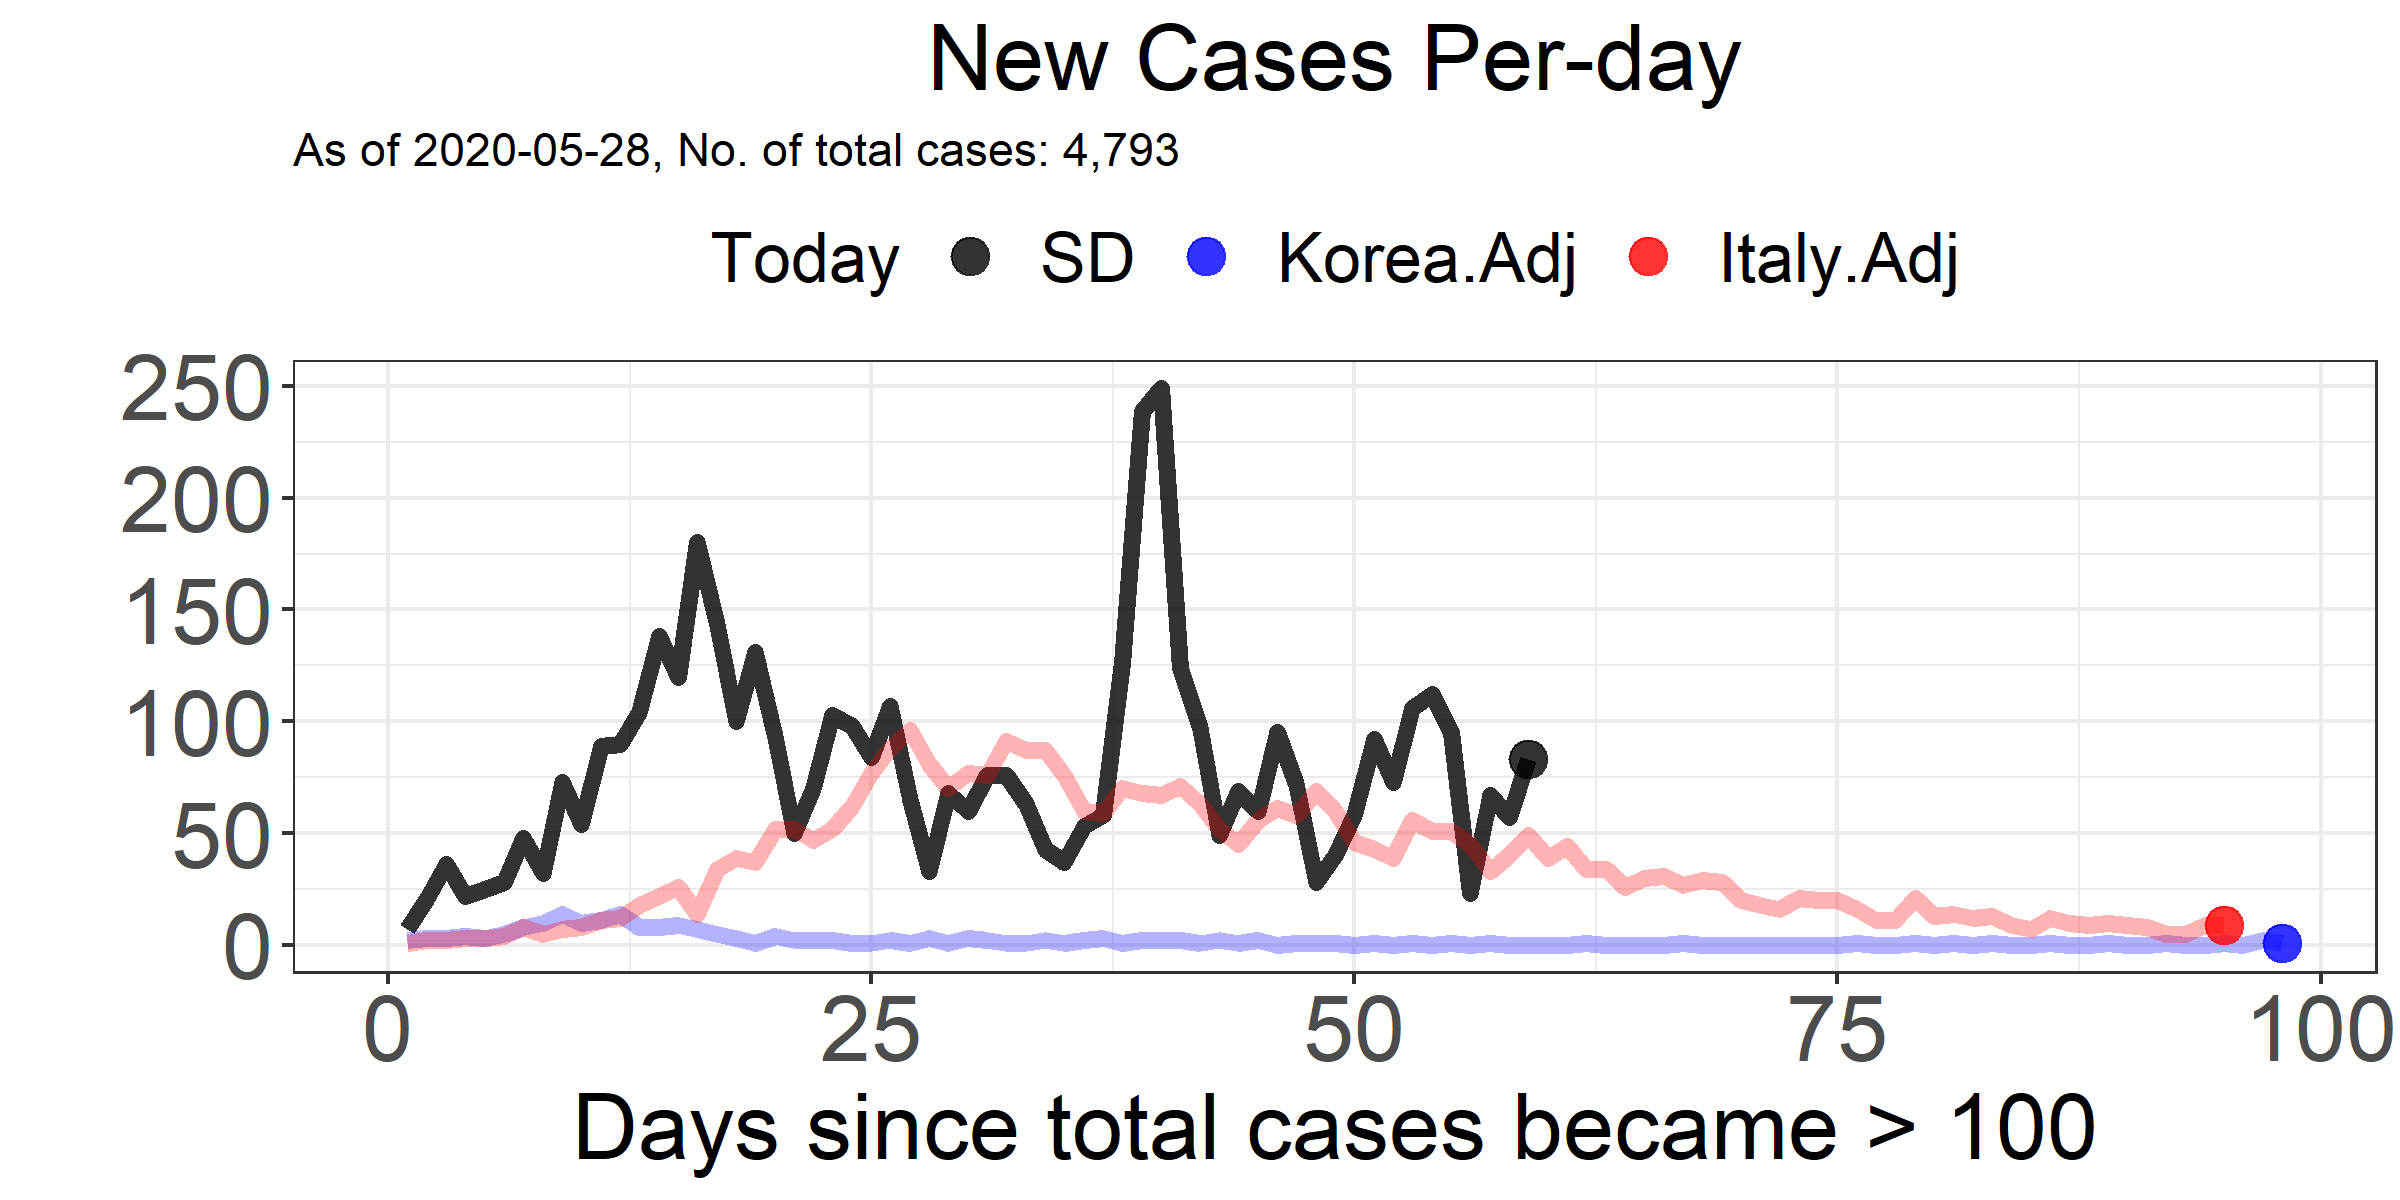 New Cases Per-day
As of 2020-05-28, No. of total cases: 4,793
Today SD Korea.Adj Italy.Adj
250
200
150
100
50
0
0 25 50 75 100
Days since total cases became > 100